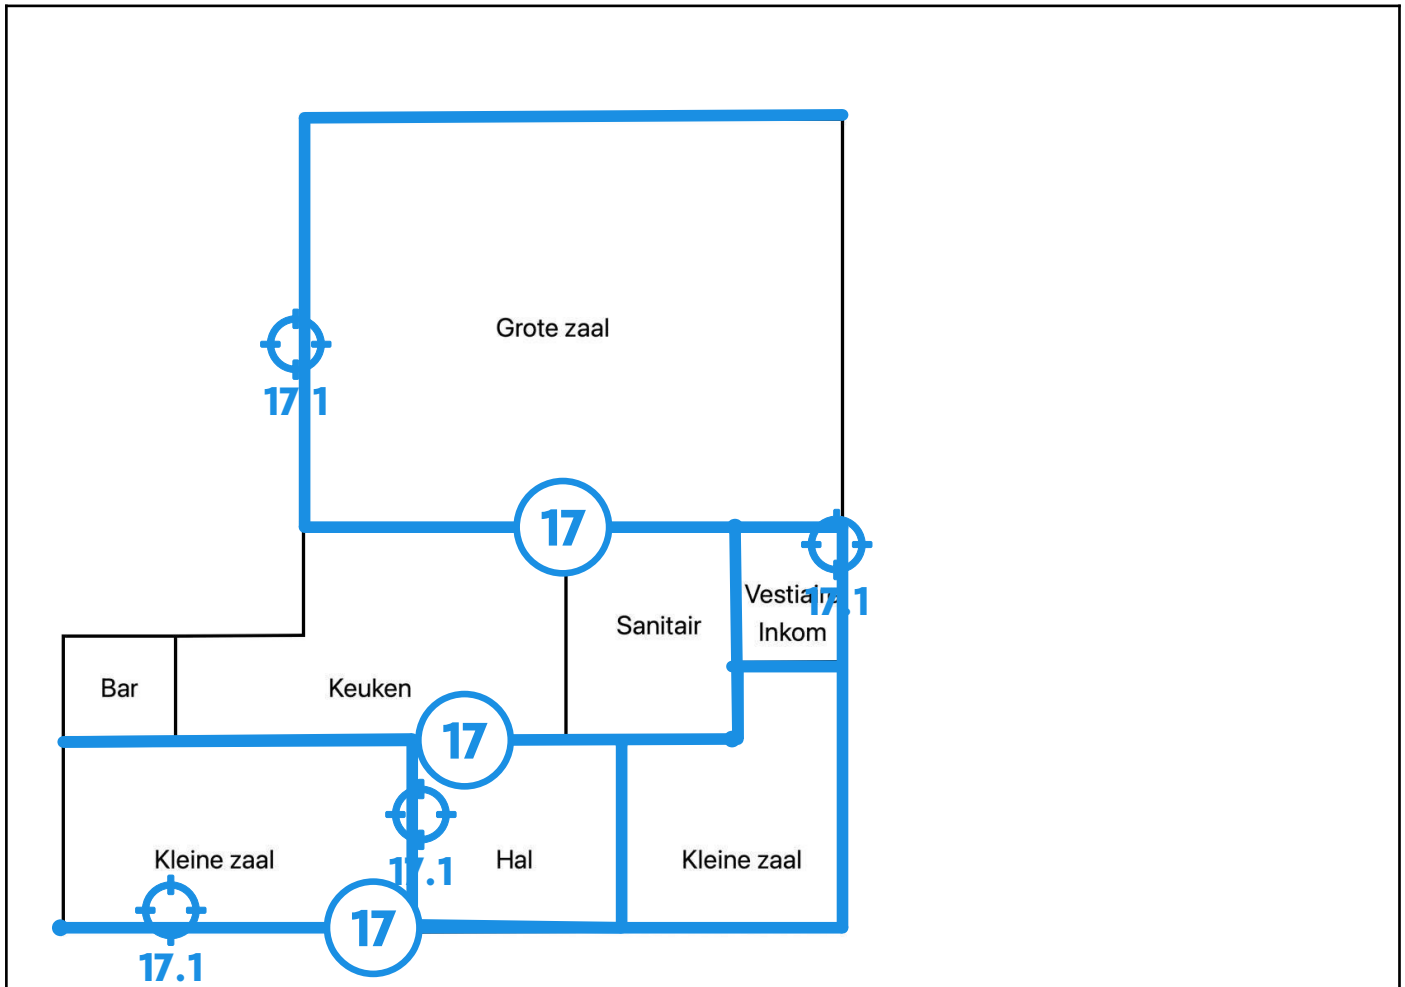 Grote zaal
17.1
17
Vestiaire
17.1
Inkom
Sanitair
Bar
Keuken
17
Kleine zaal
17.1
Hal
Kleine zaal
17
17.1